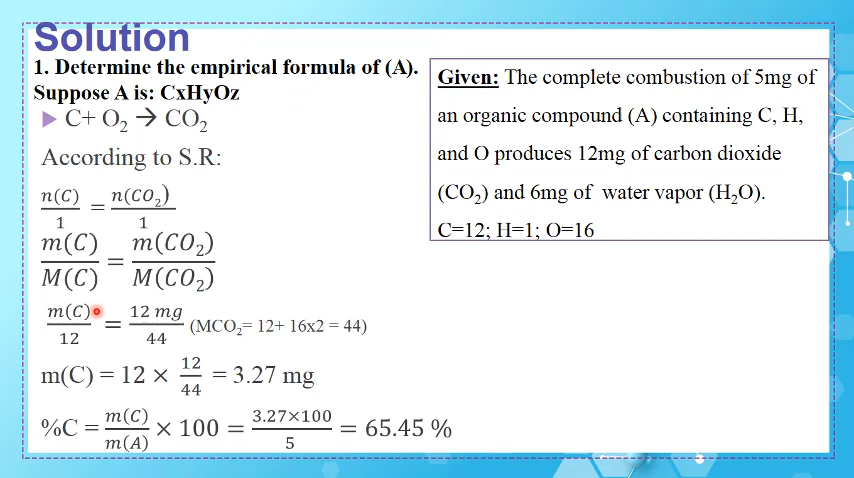 Solution
1. Determine the empirical formula of (A).
Suppose A is: CxHyOz
▶ C+ O₂ → CO₂
According to S.R:
n(C)/1 = n(CO₂)/1
m(C)/M(C) = m(CO₂)/M(CO₂)
m(C)/12 = 12 mg/44 (MCO₂= 12+ 16x2 = 44)
m(C) = 12 × 12/44 = 3.27 mg
%C = m(C)/m(A) × 100 = 3.27×100/5 = 65.45 %
Given: The complete combustion of 5mg of
an organic compound (A) containing C, H,
and O produces 12mg of carbon dioxide
(CO₂) and 6mg of water vapor (H₂O).
C=12; H=1; O=16